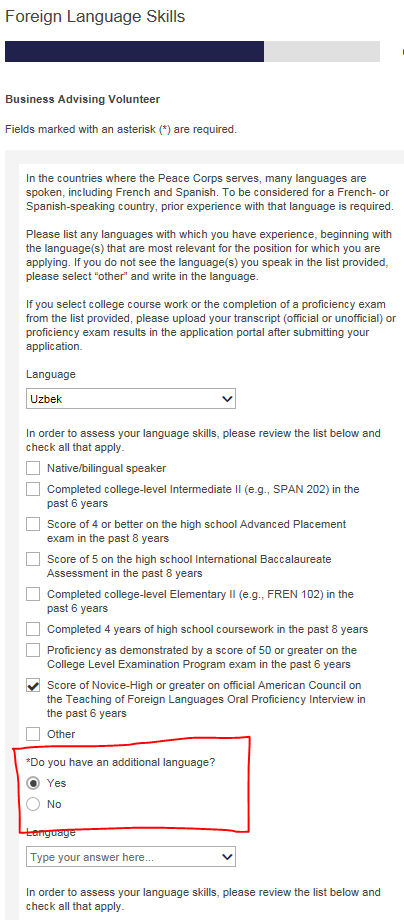 Foreign Language Skills
Business Advising Volunteer
Fields marked with an asterisk (*) are required.
In the countries where the Peace Corps serves, many languages are
spoken, including French and Spanish. To be considered for a French- or
Spanish-speaking country, prior experience with that language is required.
Please list any languages with which you have experience, beginning with
the language(s) that are most relevant for the position for which you are
applying. If you do not see the language(s) you speak in the list provided,
please select “other” and write in the language.
If you select college course work or the completion of a proficiency exam
from the list provided, please upload your transcript (official or unofficial) or
proficiency exam results in the application portal after submitting your
application.
Language
Uzbek
In order to assess your language skills, please review the list below and
check all that apply.
Native/bilingual speaker
Completed college-level Intermediate II (e.g., SPAN 202) in the
past 6 years
Score of 4 or better on the high school Advanced Placement
exam in the past 8 years
Score of 5 on the high school International Baccalaureate
Assessment in the past 8 years
Completed college-level Elementary II (e.g., FREN 102) in the
past 6 years
Completed 4 years of high school coursework in the past 8 years
Proficiency as demonstrated by a score of 50 or greater on the
College Level Examination Program exam in the past 6 years
Score of Novice-High or greater on official American Council on
the Teaching of Foreign Languages Oral Proficiency Interview in
the past 6 years
Other
*Do you have an additional language?
Yes
No
Language
Type your answer here...
In order to assess your language skills, please review the list below and
check all that apply.